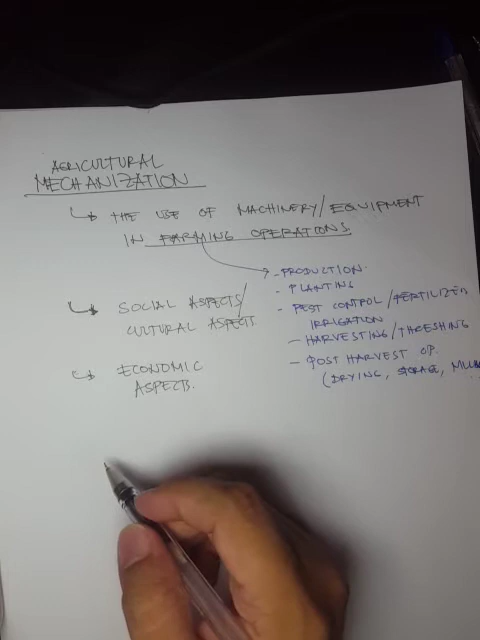 AGRICULTURAL
MECHANIZATION
THE USE OF MACHINERY/EQUIPMENT
IN FARMING OPERATIONS.
- PRODUCTION.
- PLANTING
- PEST CONTROL /FERTILIZER
IRRIGATION
- HARVESTING/THRESHING
- POST HARVEST OP.
(DRYING, STORAGE,
SOCIAL ASPECTS/
CULTURAL ASPECTS.
ECONOMIC
ASPECTS.